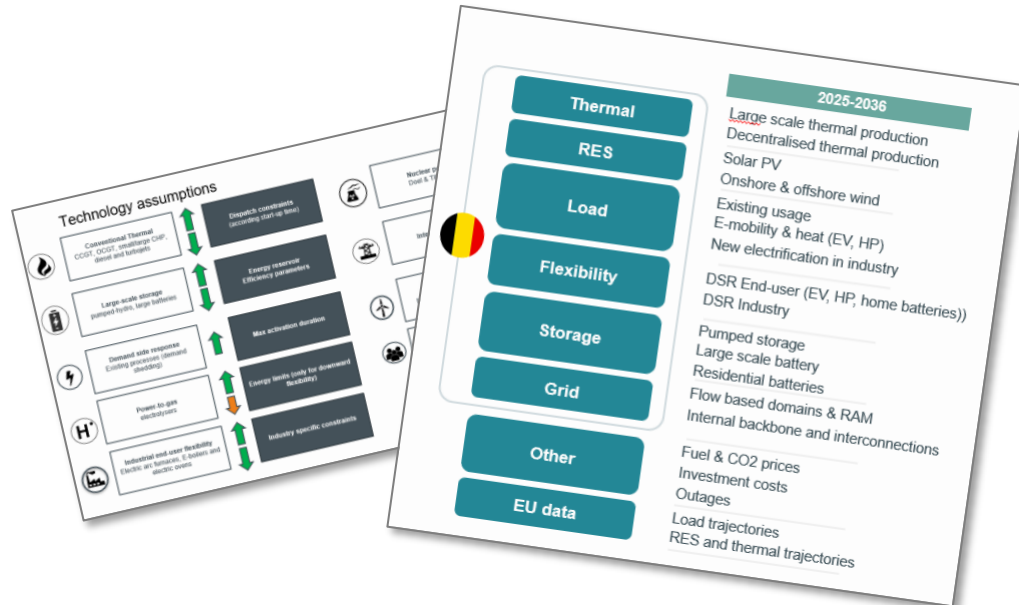 Technology assumptions
Conventional Thermal
CCGT, OCGT, small/large CHP,
diesel and turbojets
Dispatch constraints
(according start-up time)
Large-scale storage
pumped-hydro, large batteries
Energy reservoir
Efficiency parameters
Demand side response
Existing processes (demand
shedding)
Max activation duration
Power-to-gas
electrolysers
Energy limits (only for downward
flexibility)
H+
Industrial end-user flexibility
Electric arc furnaces, E-boilers and
electric ovens
Industry specific constraints
Nuclear
Doel &
2025-2036
Thermal
Large scale thermal production
Decentralised thermal production
RES
Solar PV
Onshore & offshore wind
Load
Existing usage
E-mobility & heat (EV, HP)
New electrification in industry
Flexibility
DSR End-user (EV, HP, home batteries))
DSR Industry
Storage
Pumped storage
Large scale battery
Residential batteries
Grid
Flow based domains & RAM
Internal backbone and interconnections
Other
Fuel & CO2 prices
Investment costs
Outages
EU data
Load trajectories
RES and thermal trajectories